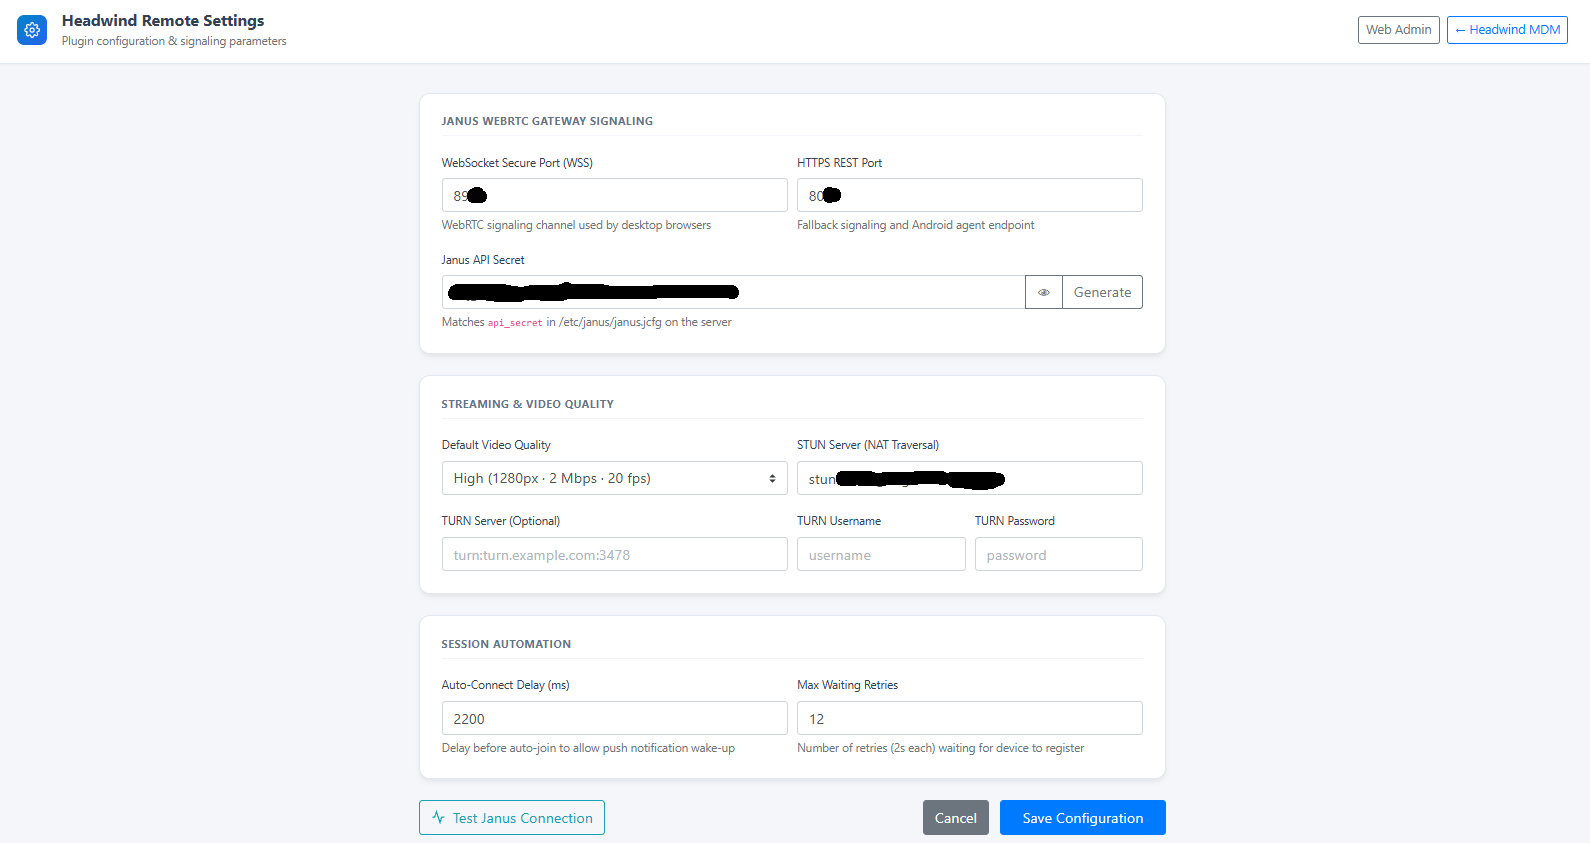 Headwind Remote Settings
Plugin configuration & signaling parameters
Web Admin
← Headwind MDM
JANUS WEBRTC GATEWAY SIGNALING
WebSocket Secure Port (WSS)
HTTPS REST Port
89
80
WebRTC signaling channel used by desktop browsers
Fallback signaling and Android agent endpoint
Janus API Secret
Generate
Matches api_secret in /etc/janus/janus.jcfg on the server
STREAMING & VIDEO QUALITY
Default Video Quality
STUN Server (NAT Traversal)
High (1280px · 2 Mbps · 20 fps)
stun
TURN Server (Optional)
TURN Username
TURN Password
turn:turn.example.com:3478
username
password
SESSION AUTOMATION
Auto-Connect Delay (ms)
Max Waiting Retries
2200
12
Delay before auto-join to allow push notification wake-up
Number of retries (2s each) waiting for device to register
Test Janus Connection
Cancel
Save Configuration